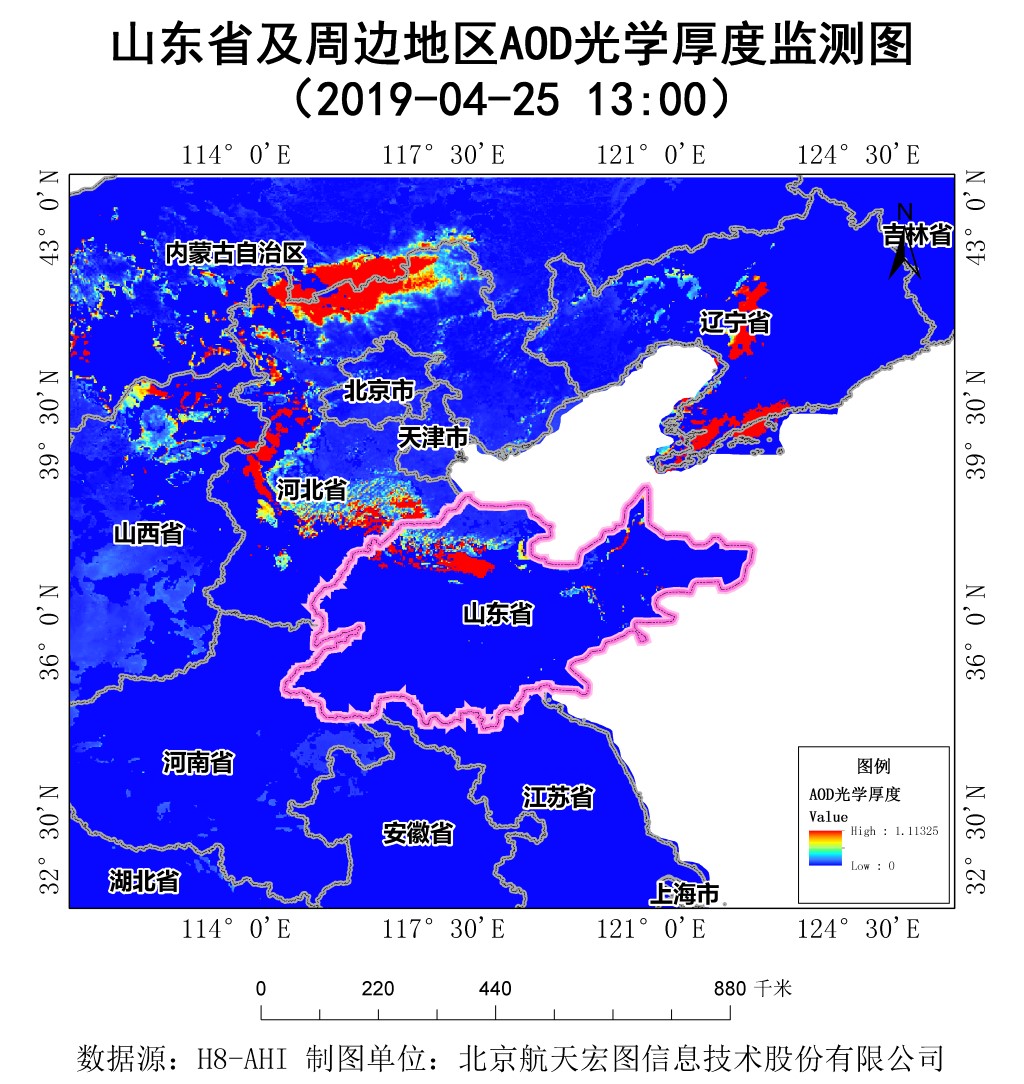 山东省及周边地区AOD光学厚度监测图
（2019-04-25 13:00）
114° 0'E 117° 30'E 121° 0'E 124° 30'E
43° 0'N
39° 30'N
36° 0'N
32° 30'N
43° 0'N
39° 30'N
36° 0'N
32° 30'N
N
吉林省
内蒙古自治区
辽宁省
北京市
天津市
河北省
山西省
山东省
河南省
江苏省
安徽省
湖北省
上海市
图例
AOD光学厚度
Value
High : 1.11325
Low : 0
114° 0'E 117° 30'E 121° 0'E 124° 30'E
0 220 440 880 千米
数据源：H8-AHI 制图单位：北京航天宏图信息技术股份有限公司